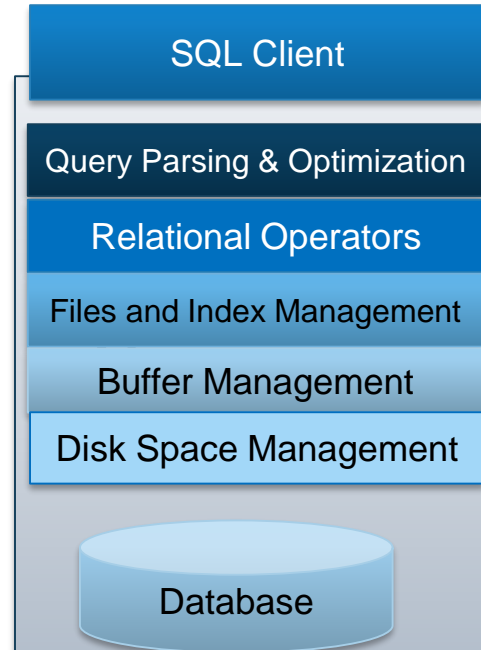 SQL Client
Query Parsing & Optimization
Relational Operators
Files and Index Management
Buffer Management
Disk Space Management
Database